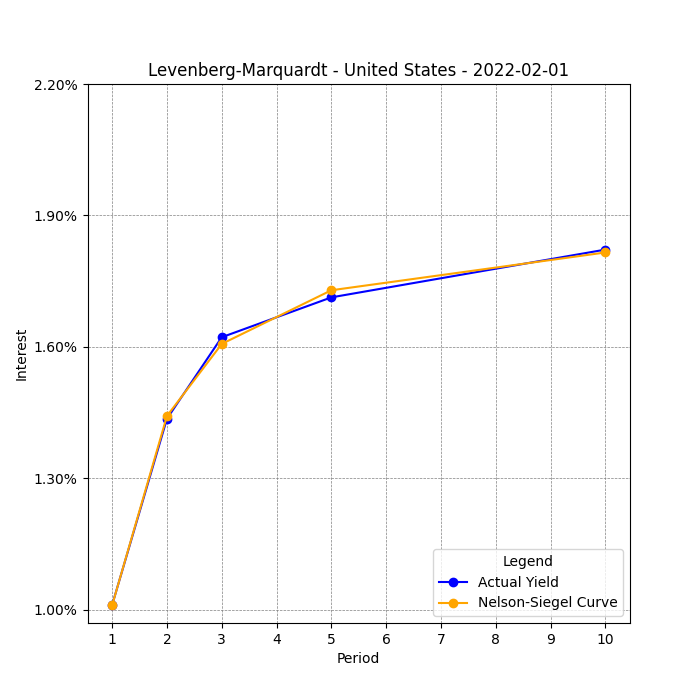 Levenberg-Marquardt - United States - 2022-02-01
2.20%
1.90%
1.60%
1.30%
1.00%
Interest
1 2 3 4 5 6 7 8 9 10
Period
Legend
Actual Yield
Nelson-Siegel Curve